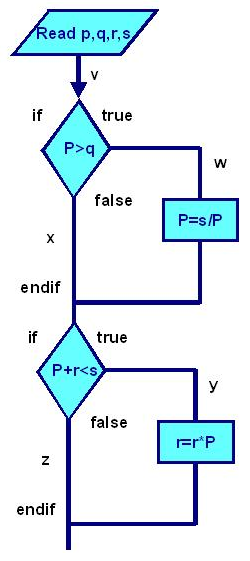 Read p,q,r,s
v
if true
P>q
w
false
P=s/P
x
endif
if true
P+r<s
y
false
r=r*P
z
endif